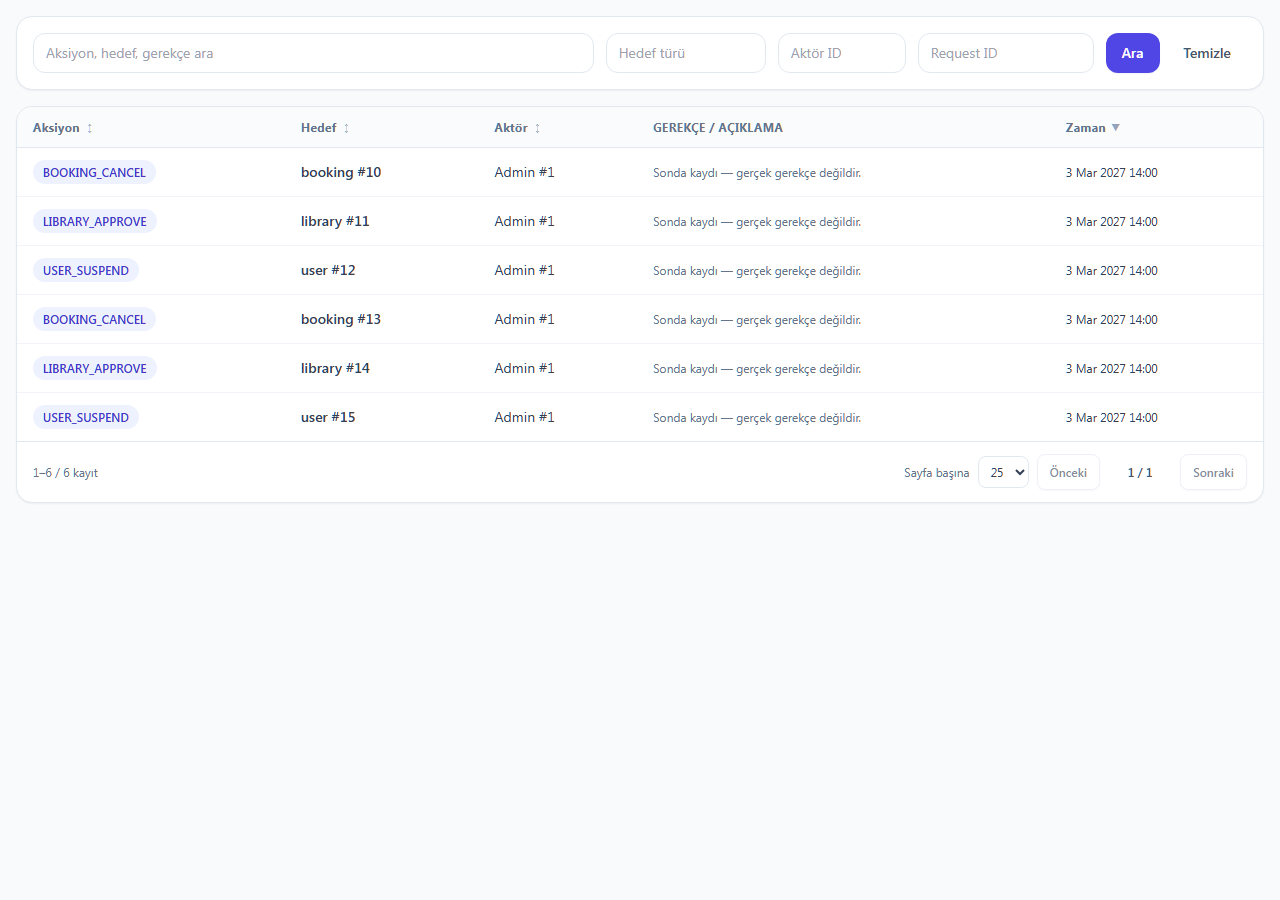 Aksiyon, hedef, gerekçe ara Hedef türü Aktör ID Request ID Ara Temizle
Aksiyon ↕ Hedef ↕ Aktör ↕ GEREKÇE / AÇIKLAMA Zaman ▼
BOOKING_CANCEL booking #10 Admin #1 Sonda kaydı — gerçek gerekçe değildir. 3 Mar 2027 14:00
LIBRARY_APPROVE library #11 Admin #1 Sonda kaydı — gerçek gerekçe değildir. 3 Mar 2027 14:00
USER_SUSPEND user #12 Admin #1 Sonda kaydı — gerçek gerekçe değildir. 3 Mar 2027 14:00
BOOKING_CANCEL booking #13 Admin #1 Sonda kaydı — gerçek gerekçe değildir. 3 Mar 2027 14:00
LIBRARY_APPROVE library #14 Admin #1 Sonda kaydı — gerçek gerekçe değildir. 3 Mar 2027 14:00
USER_SUSPEND user #15 Admin #1 Sonda kaydı — gerçek gerekçe değildir. 3 Mar 2027 14:00
1–6 / 6 kayıt Sayfa başına 25 Önceki 1 / 1 Sonraki